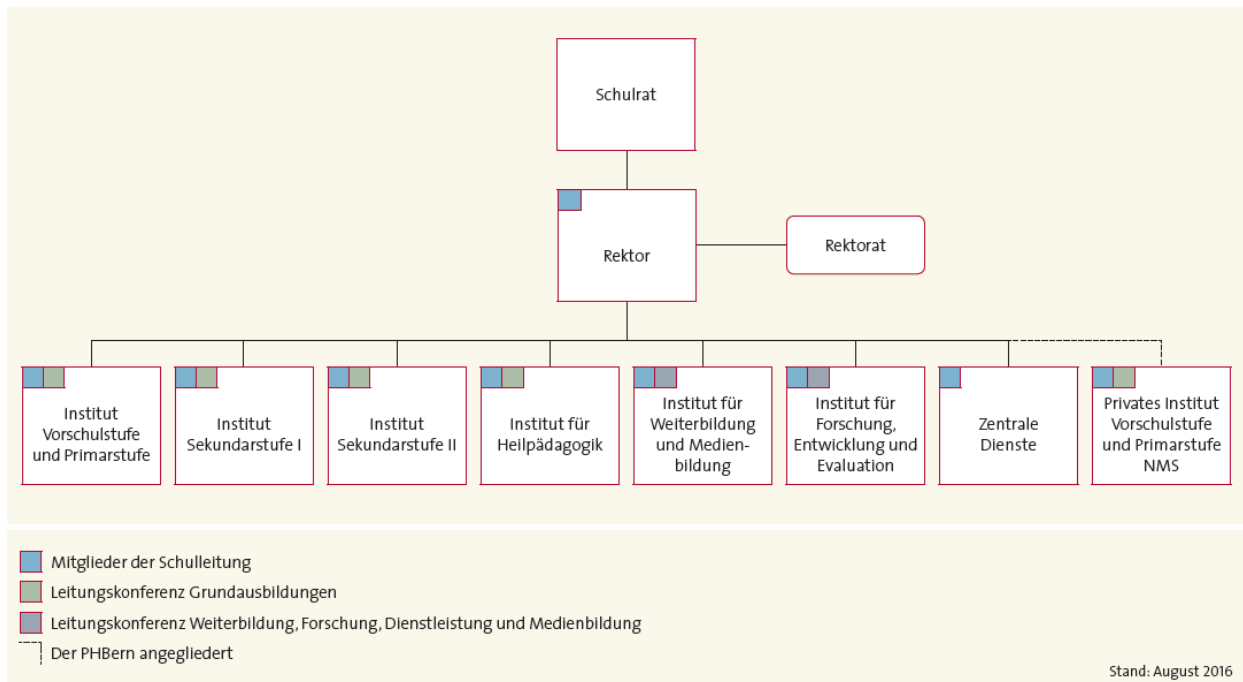 Schulrat
Rektor
Rektorat
Institut
Vorschulstufe
und Primarstufe
Institut
Sekundarstufe I
Institut
Sekundarstufe II
Institut für
Heilpädagogik
Institut für
Weiterbildung
und Medien-
bildung
Institut für
Forschung,
Entwicklung und
Evaluation
Zentrale
Dienste
Privates Institut
Vorschulstufe
und Primarstufe
NMS
Mitglieder der Schulleitung
Leitungskonferenz Grundausbildungen
Leitungskonferenz Weiterbildung, Forschung, Dienstleistung und Medienbildung
Der PHBern angegliedert
Stand: August 2016